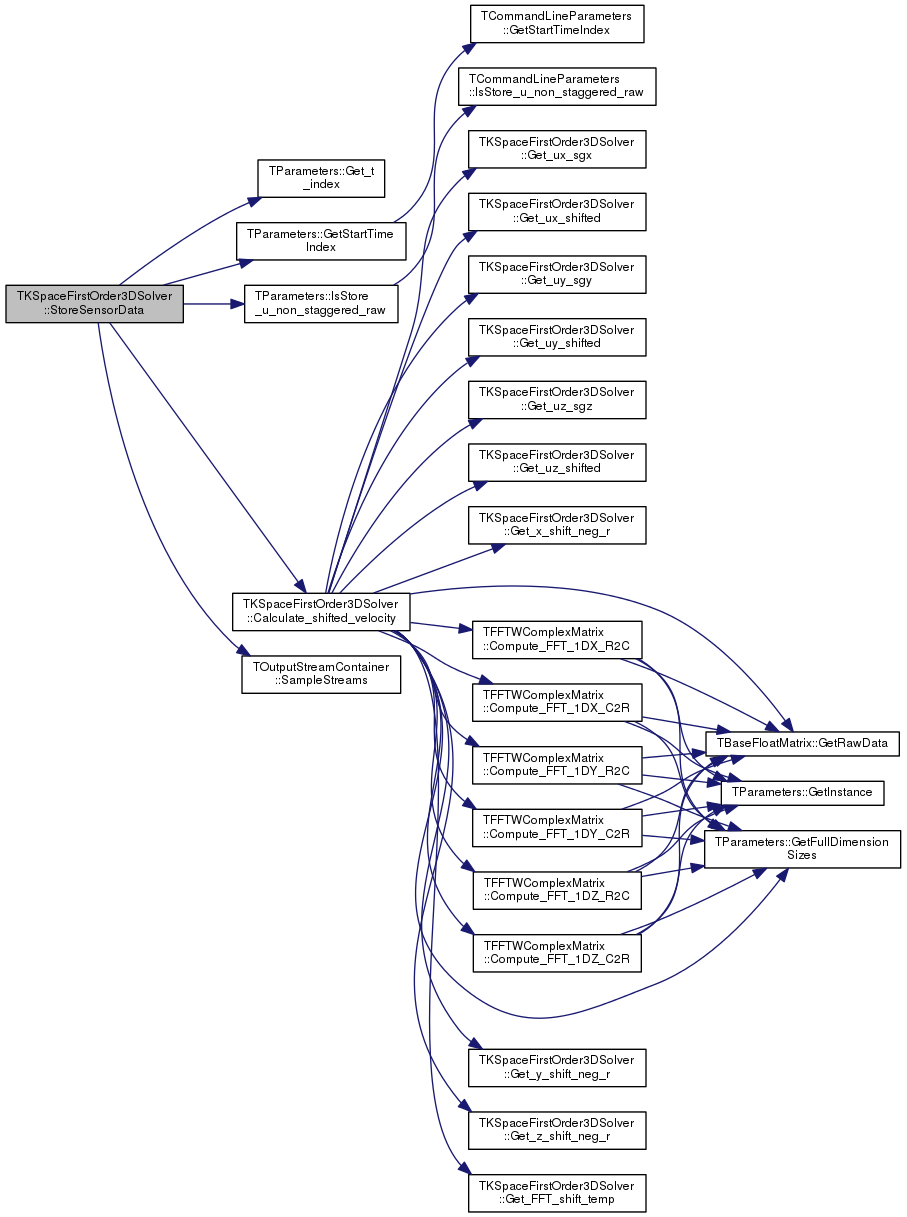 TKSpaceFirstOrder3DSolver
::StoreSensorData
TParameters::Get_t
_index
TParameters::GetStartTime
Index
TParameters::IsStore
_u_non_staggered_raw
TKSpaceFirstOrder3DSolver
::Calculate_shifted_velocity
TOutputStreamContainer
::SampleStreams
TCommandLineParameters
::GetStartTimeIndex
TCommandLineParameters
::IsStore_u_non_staggered_raw
TKSpaceFirstOrder3DSolver
::Get_ux_sgx
TKSpaceFirstOrder3DSolver
::Get_ux_shifted
TKSpaceFirstOrder3DSolver
::Get_uy_sgy
TKSpaceFirstOrder3DSolver
::Get_uy_shifted
TKSpaceFirstOrder3DSolver
::Get_uz_sgz
TKSpaceFirstOrder3DSolver
::Get_uz_shifted
TKSpaceFirstOrder3DSolver
::Get_x_shift_neg_r
TFFTWComplexMatrix
::Compute_FFT_1DX_R2C
TFFTWComplexMatrix
::Compute_FFT_1DX_C2R
TFFTWComplexMatrix
::Compute_FFT_1DY_R2C
TFFTWComplexMatrix
::Compute_FFT_1DY_C2R
TFFTWComplexMatrix
::Compute_FFT_1DZ_R2C
TFFTWComplexMatrix
::Compute_FFT_1DZ_C2R
TKSpaceFirstOrder3DSolver
::Get_y_shift_neg_r
TKSpaceFirstOrder3DSolver
::Get_z_shift_neg_r
TKSpaceFirstOrder3DSolver
::Get_FFT_shift_temp
TBaseFloatMatrix::GetRawData
TParameters::GetInstance
TParameters::GetFullDimension
Sizes